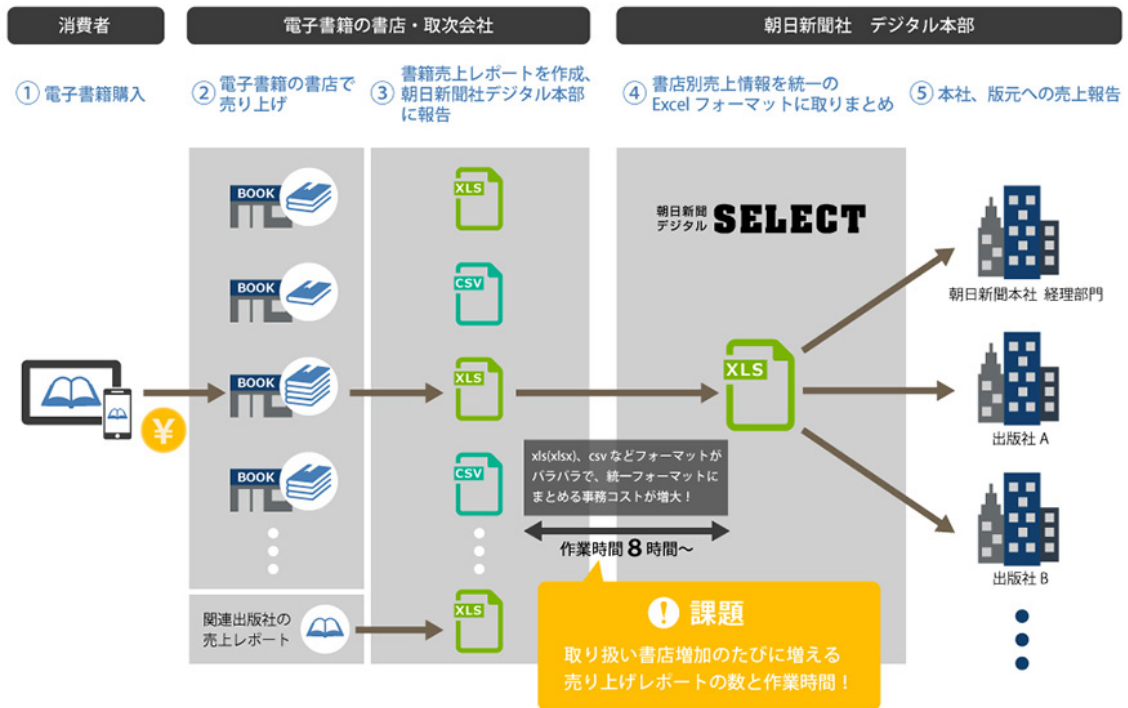 消費者
電子書籍の書店・取次会社
朝日新聞社　デジタル本部
① 電子書籍購入
② 電子書籍の書店で
売り上げ
③ 書籍売上レポートを作成、
朝日新聞社デジタル本部
に報告
④ 書店別売上情報を統一の
Excel フォーマットに取りまとめ
⑤ 本社、版元への売上報告
BOOK
XLS
朝日新聞
デジタル SELECT
朝日新聞本社 経理部門
BOOK
CSV
BOOK
XLS
XLS
¥
出版社 A
BOOK
CSV
xls(xlsx)、csv などフォーマットが
バラバラで、統一フォーマットに
まとめる事務コストが増大！
作業時間 8 時間～
出版社 B
関連出版社の
売上レポート
XLS
! 課題
取り扱い書店増加のたびに増える
売り上げレポートの数と作業時間！